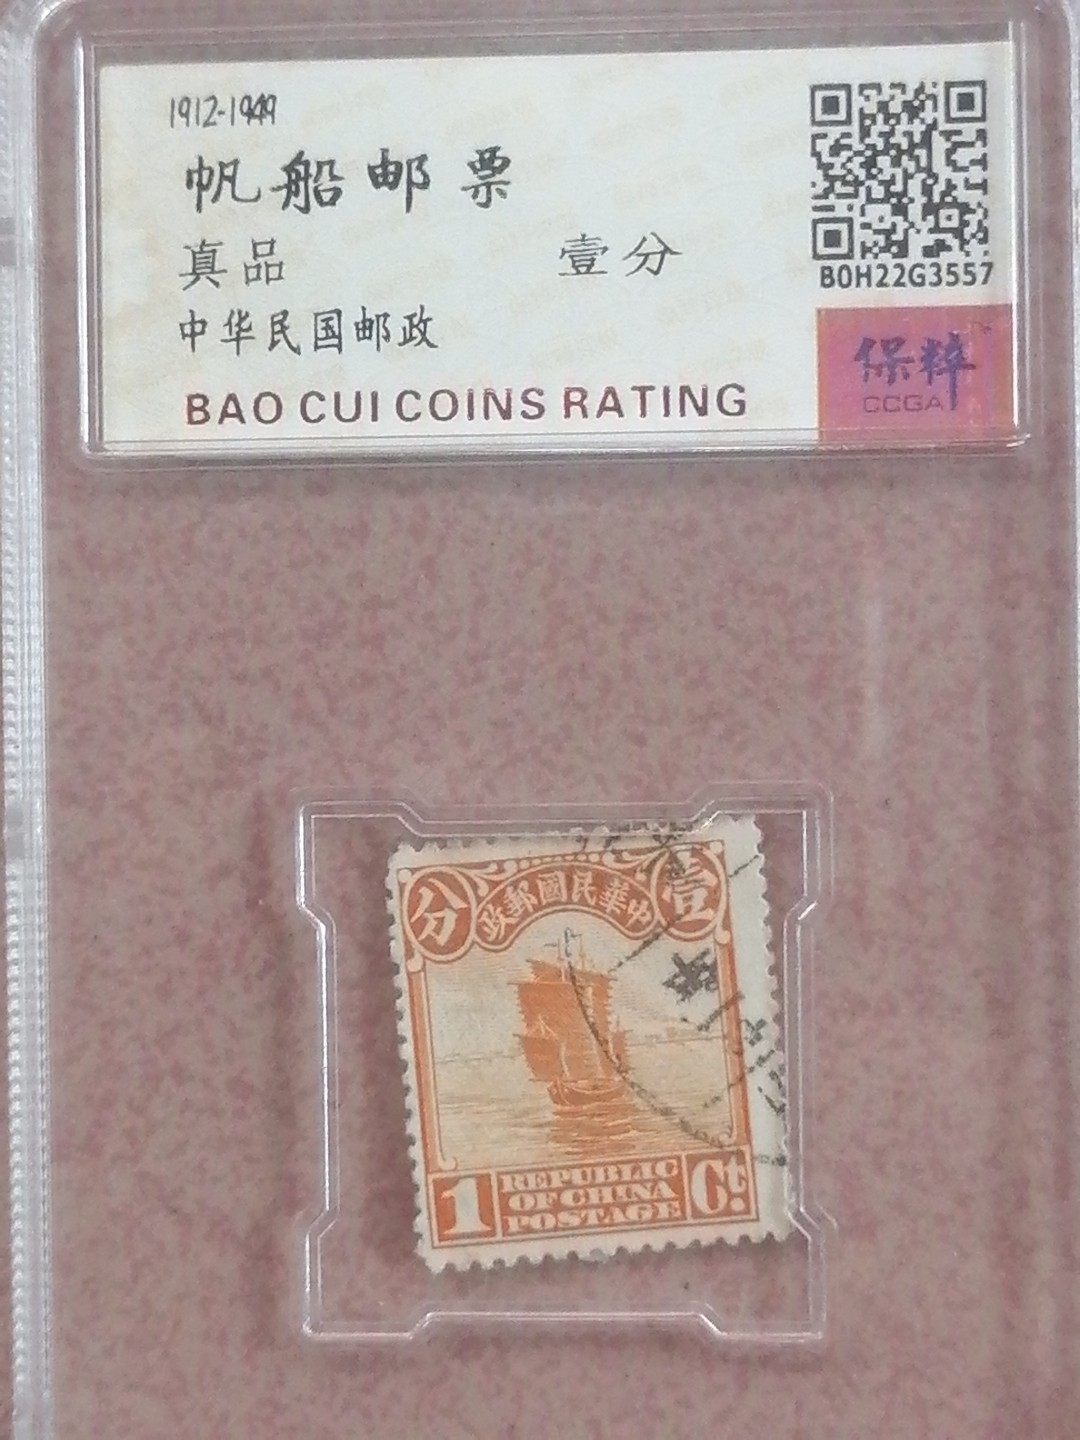 1912-1949
帆船邮票
真品 壹分
中华民国邮政
BAO CUI COINS RATING
B0H22G3557
保粹
CCGA
分 政郵國民華中 壹
1 REPUBLIC OF CHINA POSTAGE Ct.